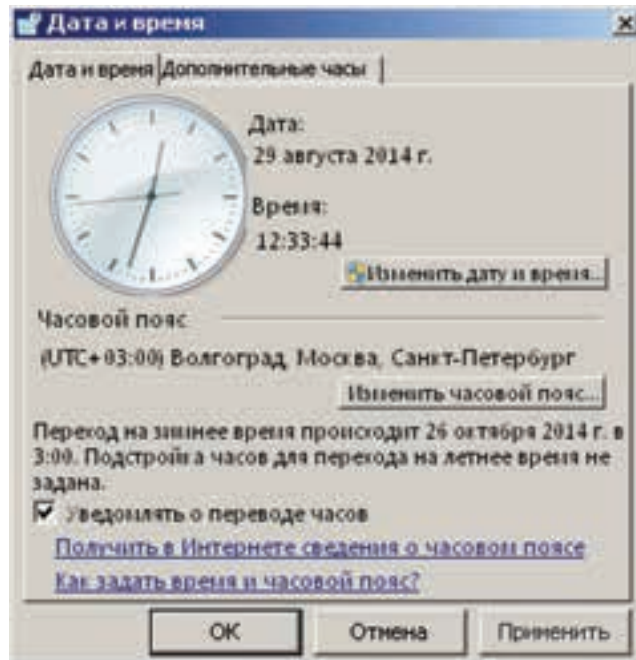 Дата и время
Дата и время Дополнительные часы
Дата:
29 августа 2014 г.
Время:
12:33:44
Изменить дату и время...
Часовой пояс
(UTC+03:00) Волгоград, Москва, Санкт-Петербург
Изменить часовой пояс...
Переход на зимнее время происходит 26 октября 2014 г. в
3:00. Подстройка часов для перехода на летнее время не
задана.
Уведомлять о переводе часов
Получить в Интернете сведения о часовом поясе
Как задать время и часовой пояс?
ОК Отмена Применить